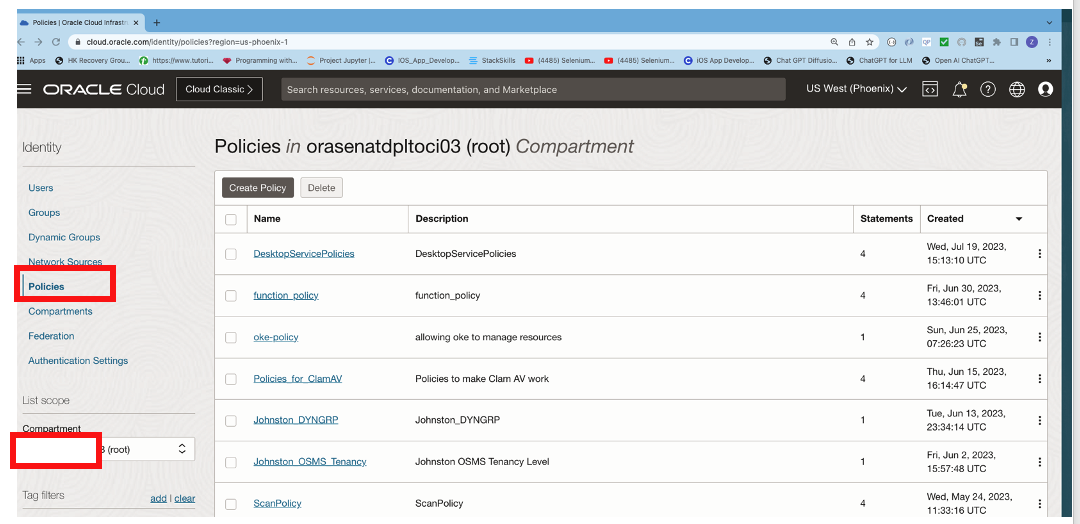 Policies | Oracle Cloud Infrastru
cloud.oracle.com/identity/policies?region=us-phoenix-1
Apps HK Recovery Grou... https://www.tutori... Programming with... Project Jupyter |... IOS_App_Develop... StackSkills (4485) Selenium... (4485) Selenium... iOS App Develop... Chat GPT Diffusio... ChatGPT for LLM Open AI ChatGPT... »
ORACLE Cloud Cloud Classic > Search resources, services, documentation, and Marketplace US West (Phoenix)
Identity
Users
Groups
Dynamic Groups
Network Sources
Policies
Compartments
Federation
Authentication Settings
List scope
Compartment
3 (root)
Tag filters add | clear
Policies in orasenatdpltoci03 (root) Compartment
Create Policy Delete
Name Description Statements Created
DesktopServicePolicies DesktopServicePolicies 4 Wed, Jul 19, 2023,
15:13:10 UTC
function_policy function_policy 4 Fri, Jun 30, 2023,
13:46:01 UTC
oke-policy allowing oke to manage resources 1 Sun, Jun 25, 2023,
07:26:23 UTC
Policies_for_ClamAV Policies to make Clam AV work 4 Thu, Jun 15, 2023,
16:14:47 UTC
Johnston_DYNGRP Johnston_DYNGRP 1 Tue, Jun 13, 2023,
23:34:14 UTC
Johnston_OSMS_Tenancy Johnston OSMS Tenancy Level 1 Fri, Jun 2, 2023,
15:57:48 UTC
ScanPolicy ScanPolicy 4 Wed, May 24, 2023,
11:33:16 UTC